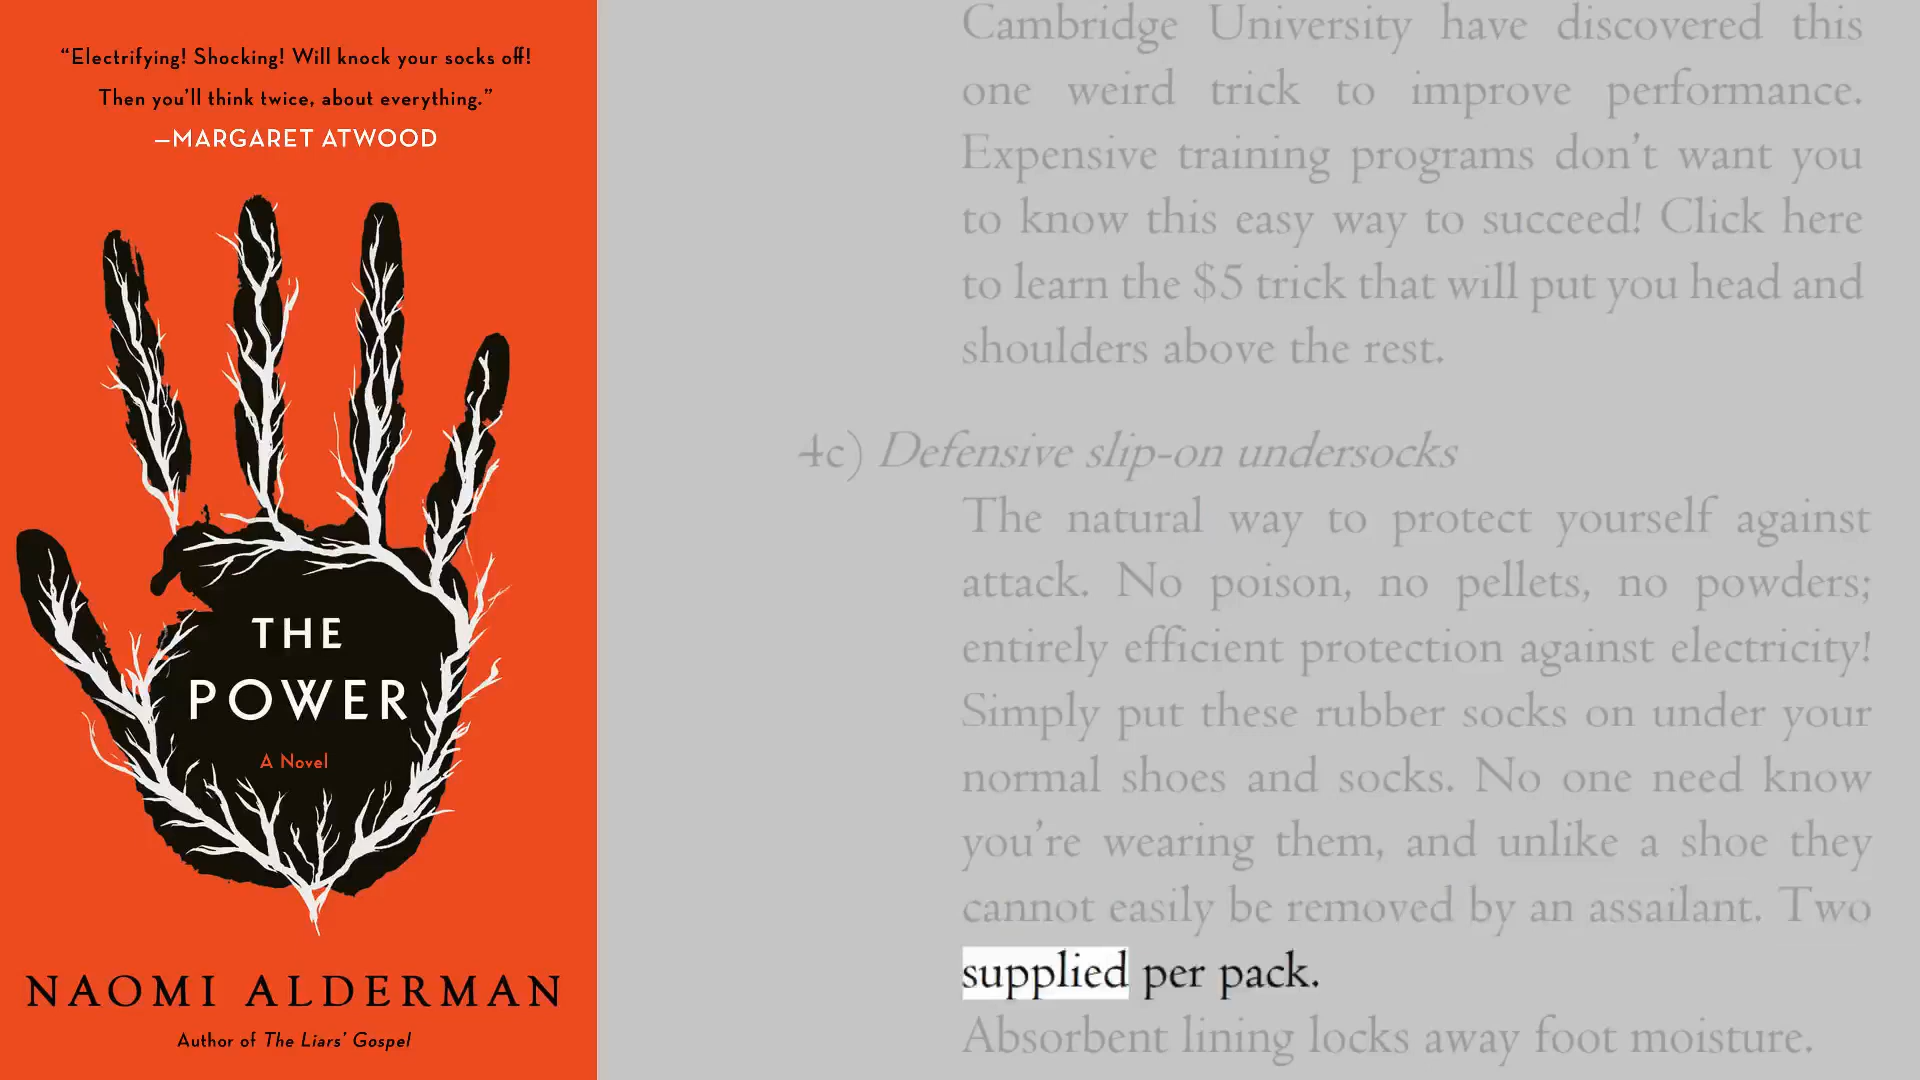 “Electrifying! Shocking! Will knock your socks off!
Then you’ll think twice, about everything.”
—MARGARET ATWOOD
THE
POWER
A Novel
NAOMI ALDERMAN
Author of The Liars’ Gospel
Cambridge University have discovered this
one weird trick to improve performance.
Expensive training programs don’t want you
to know this easy way to succeed! Click here
to learn the $5 trick that will put you head and
shoulders above the rest.
4c) Defensive slip-on undersocks
The natural way to protect yourself against
attack. No poison, no pellets, no powders;
entirely efficient protection against electricity!
Simply put these rubber socks on under your
normal shoes and socks. No one need know
you’re wearing them, and unlike a shoe they
cannot easily be removed by an assailant. Two
supplied per pack.
Absorbent lining locks away foot moisture.